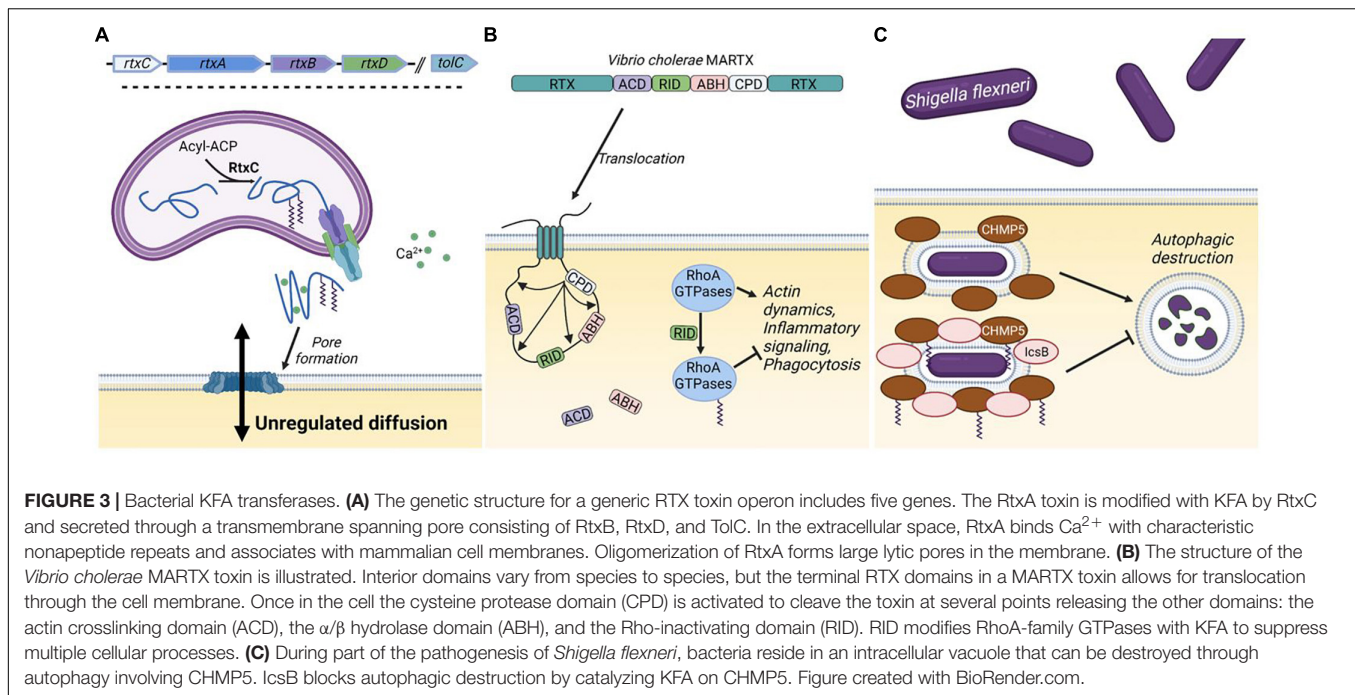 A
rtxC rtxA rtxB rtxD // tolC
Acyl-ACP
RtxC
Ca2+
Pore
formation
Unregulated diffusion
B
Vibrio cholerae MARTX
RTX ACD RID ABH CPD RTX
Translocation
CPD
ACD
ABH
RID
RhoA
GTPases
RID
RhoA
GTPases
Actin
dynamics,
Inflammatory
signaling,
Phagocytosis
ACD
ABH
C
Shigella flexneri
CHMP5
Autophagic
destruction
CHMP5
IcsB
FIGURE 3 | Bacterial KFA transferases. (A) The genetic structure for a generic RTX toxin operon includes five genes. The RtxA toxin is modified with KFA by RtxC
and secreted through a transmembrane spanning pore consisting of RtxB, RtxD, and TolC. In the extracellular space, RtxA binds Ca2+ with characteristic
nonapeptide repeats and associates with mammalian cell membranes. Oligomerization of RtxA forms large lytic pores in the membrane. (B) The structure of the
Vibrio cholerae MARTX toxin is illustrated. Interior domains vary from species to species, but the terminal RTX domains in a MARTX toxin allows for translocation
through the cell membrane. Once in the cell the cysteine protease domain (CPD) is activated to cleave the toxin at several points releasing the other domains: the
actin crosslinking domain (ACD), the α/β hydrolase domain (ABH), and the Rho-inactivating domain (RID). RID modifies RhoA-family GTPases with KFA to suppress
multiple cellular processes. (C) During part of the pathogenesis of Shigella flexneri, bacteria reside in an intracellular vacuole that can be destroyed through
autophagy involving CHMP5. IcsB blocks autophagic destruction by catalyzing KFA on CHMP5. Figure created with BioRender.com.